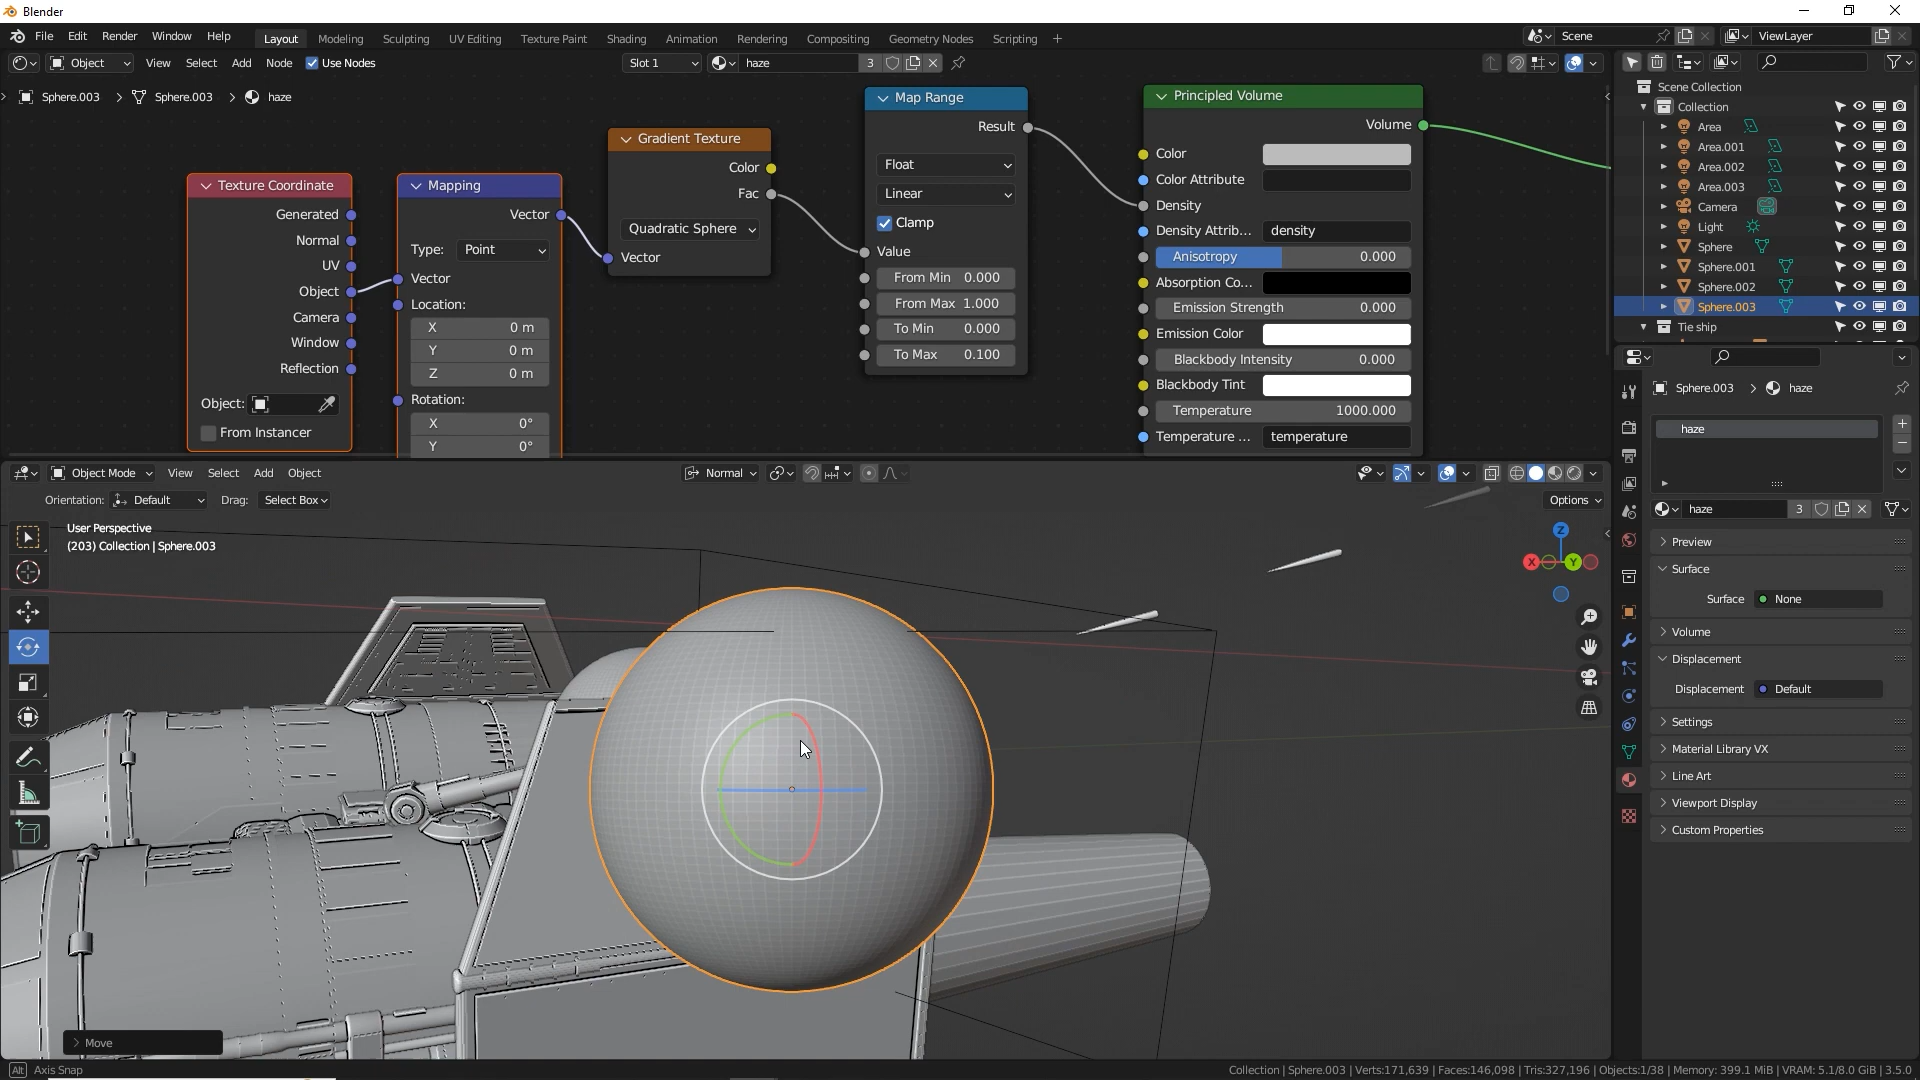 Blender
File Edit Render Window Help Layout Modeling Sculpting UV Editing Texture Paint Shading Animation Rendering Compositing Geometry Nodes Scripting + Scene ViewLayer
Object View Select Add Node Use Nodes Slot 1 haze 3
Sphere.003 > Sphere.003 > haze
Texture Coordinate
Generated
Normal
UV
Object
Camera
Window
Reflection
Object:
From Instancer
Mapping
Vector
Type: Point
Vector
Location:
X 0 m
Y 0 m
Z 0 m
Rotation:
X 0°
Y 0°
Gradient Texture
Color
Fac
Quadratic Sphere
Vector
Map Range
Result
Float
Linear
Clamp
Value
From Min 0.000
From Max 1.000
To Min 0.000
To Max 0.100
Principled Volume
Volume
Color
Color Attribute
Density
Density Attrib... density
Anisotropy 0.000
Absorption Co...
Emission Strength 0.000
Emission Color
Blackbody Intensity 0.000
Blackbody Tint
Temperature 1000.000
Temperature ... temperature
Scene Collection
Collection
Area
Area.001
Area.002
Area.003
Camera
Light
Sphere
Sphere.001
Sphere.002
Sphere.003
Tie ship
Sphere.003 > haze
haze
haze 3
Preview
Surface
Surface None
Volume
Displacement
Displacement Default
Settings
Material Library VX
Line Art
Viewport Display
Custom Properties
Object Mode View Select Add Object Normal
Orientation: Default Drag: Select Box Options
User Perspective
(203) Collection | Sphere.003
Z
X Y
Move
Alt Axis Snap
Collection | Sphere.003 | Verts:171,639 | Faces:146,098 | Tris:327,196 | Objects:1/38 | Memory: 399.1 MiB | VRAM: 5.1/8.0 GiB | 3.5.0